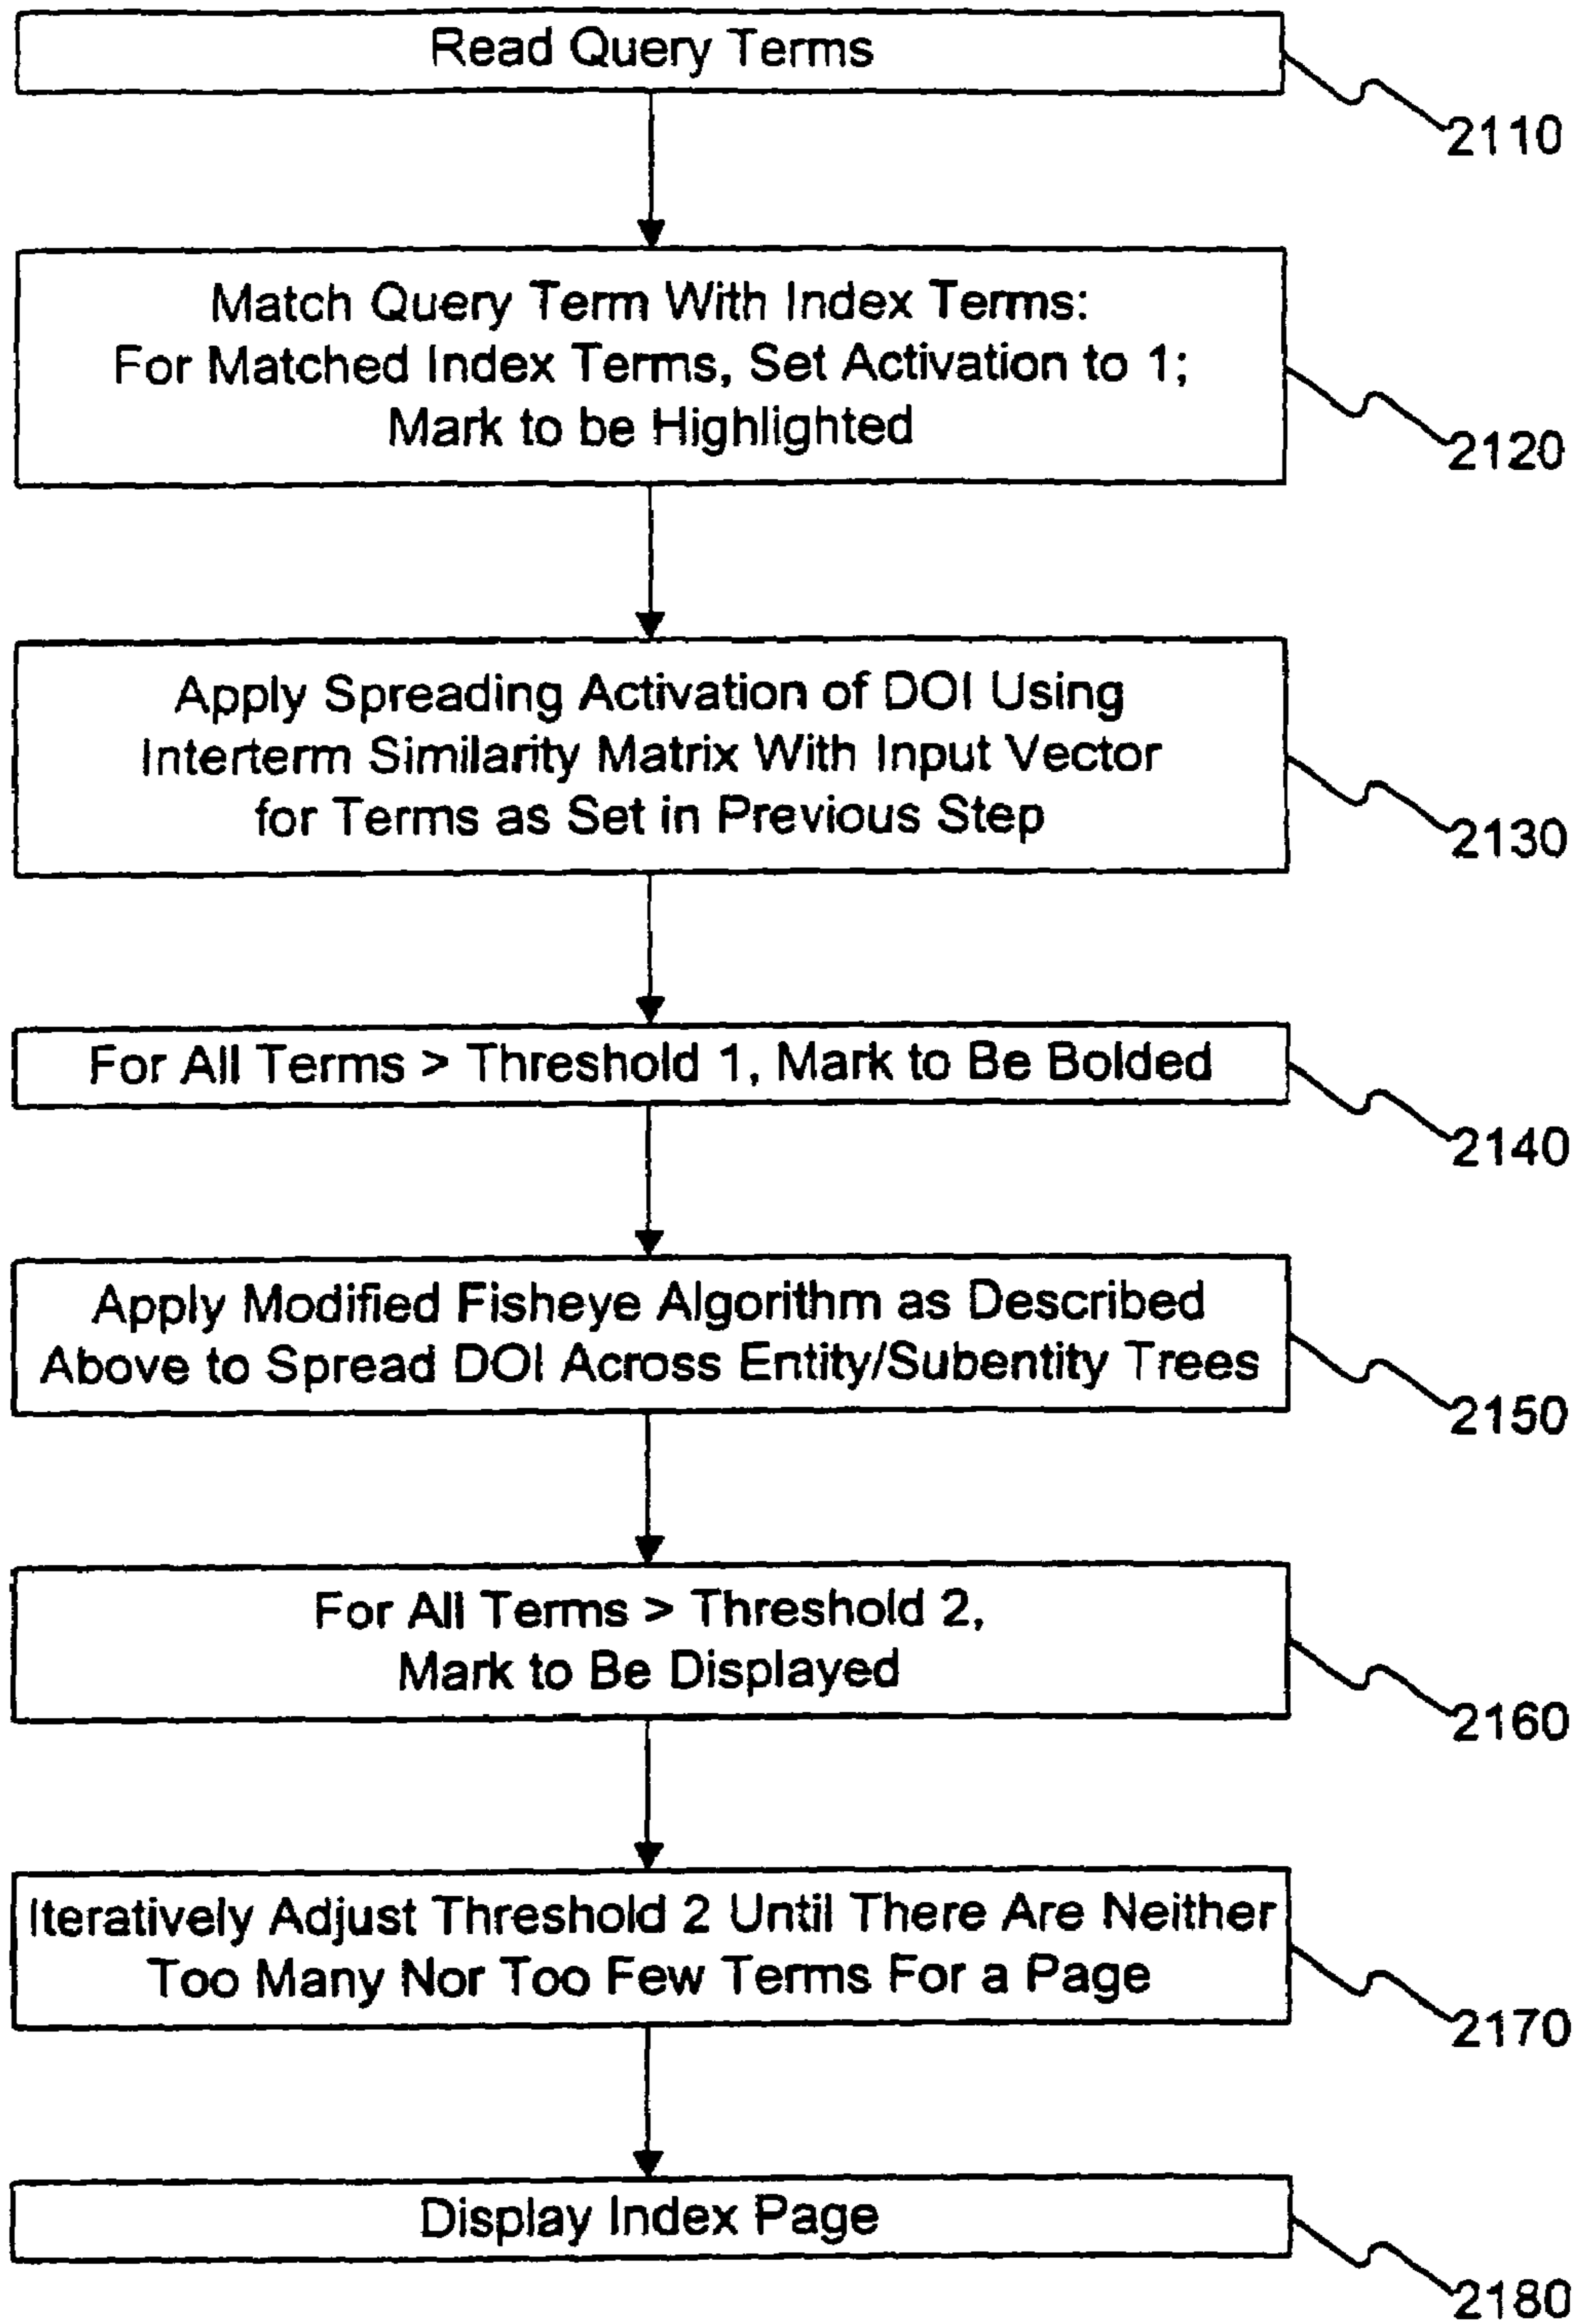 Read Query Terms
2110
Match Query Term With Index Terms:
For Matched Index Terms, Set Activation to 1;
Mark to be Highlighted
2120
Apply Spreading Activation of DOI Using
Interterm Similarity Matrix With Input Vector
for Terms as Set in Previous Step
2130
For All Terms > Threshold 1, Mark to Be Bolded
2140
Apply Modified Fisheye Algorithm as Described
Above to Spread DOI Across Entity/Subentity Trees
2150
For All Terms > Threshold 2,
Mark to Be Displayed
2160
Iteratively Adjust Threshold 2 Until There Are Neither
Too Many Nor Too Few Terms For a Page
2170
Display Index Page
2180